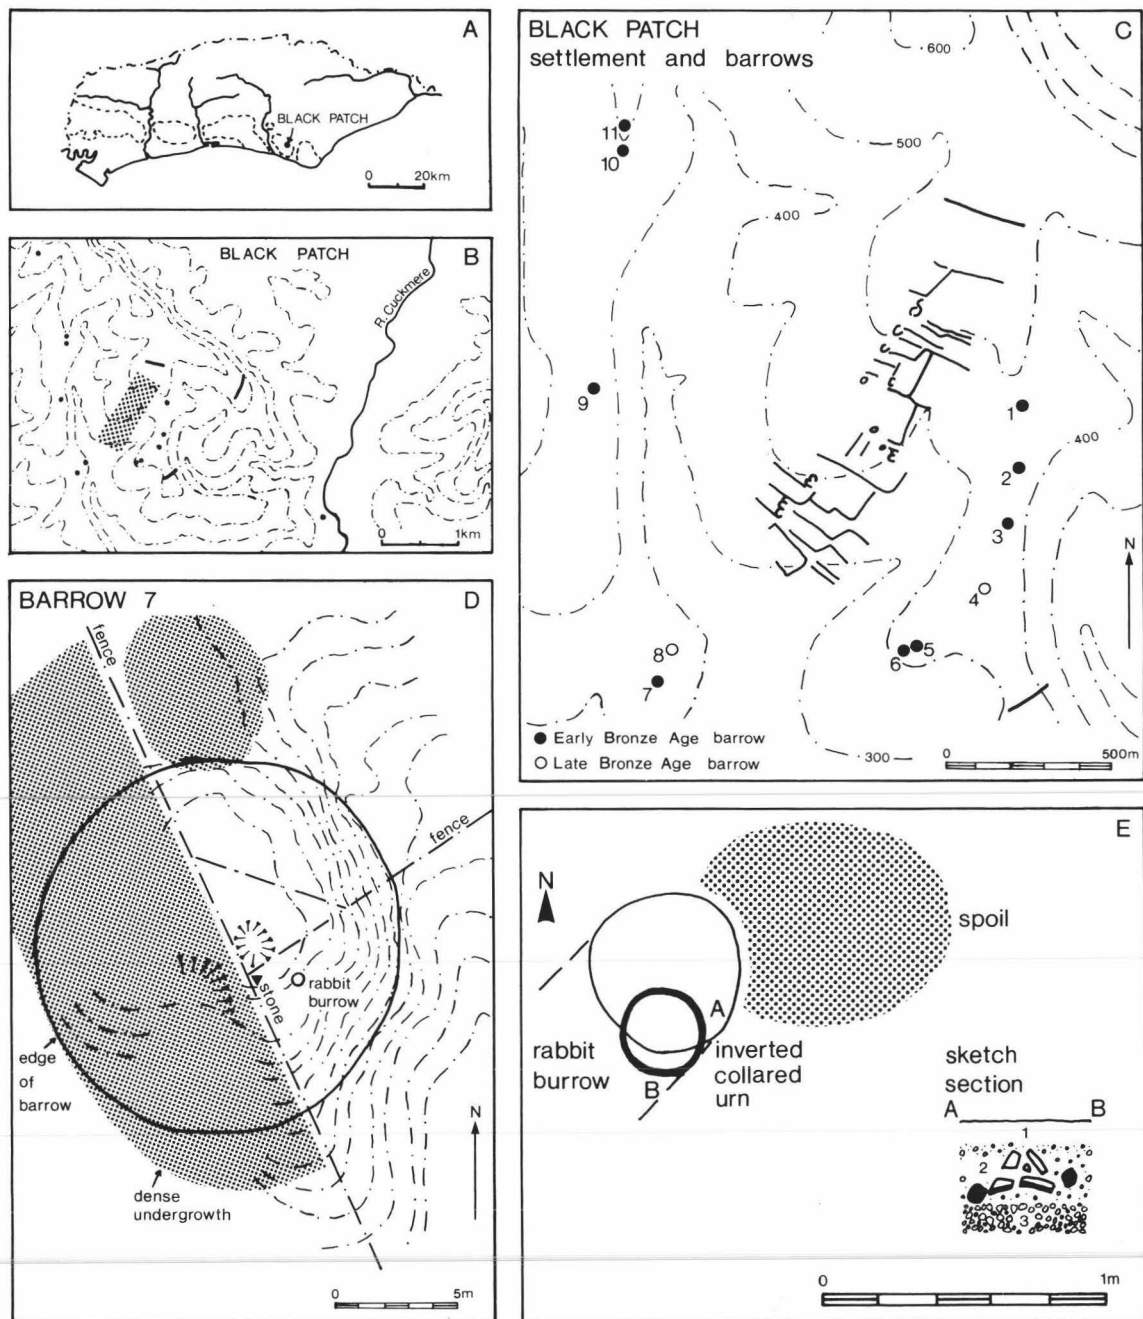 A
BLACK PATCH
0 20km
B
BLACK PATCH
R. Cuckmere
0 1km
BLACK PATCH C
settlement and barrows
600
500
400
11
10
9
1
400
2
3
N
4
8
5
6
7
● Early Bronze Age barrow
○ Late Bronze Age barrow
300
0 500m
BARROW 7 D
fence
fence
stone
rabbit
burrow
edge
of
barrow
N
dense
undergrowth
0 5m
E
N
spoil
A
rabbit
burrow
B
inverted
collared
urn
sketch
section
A B
1
2
3
0 1m